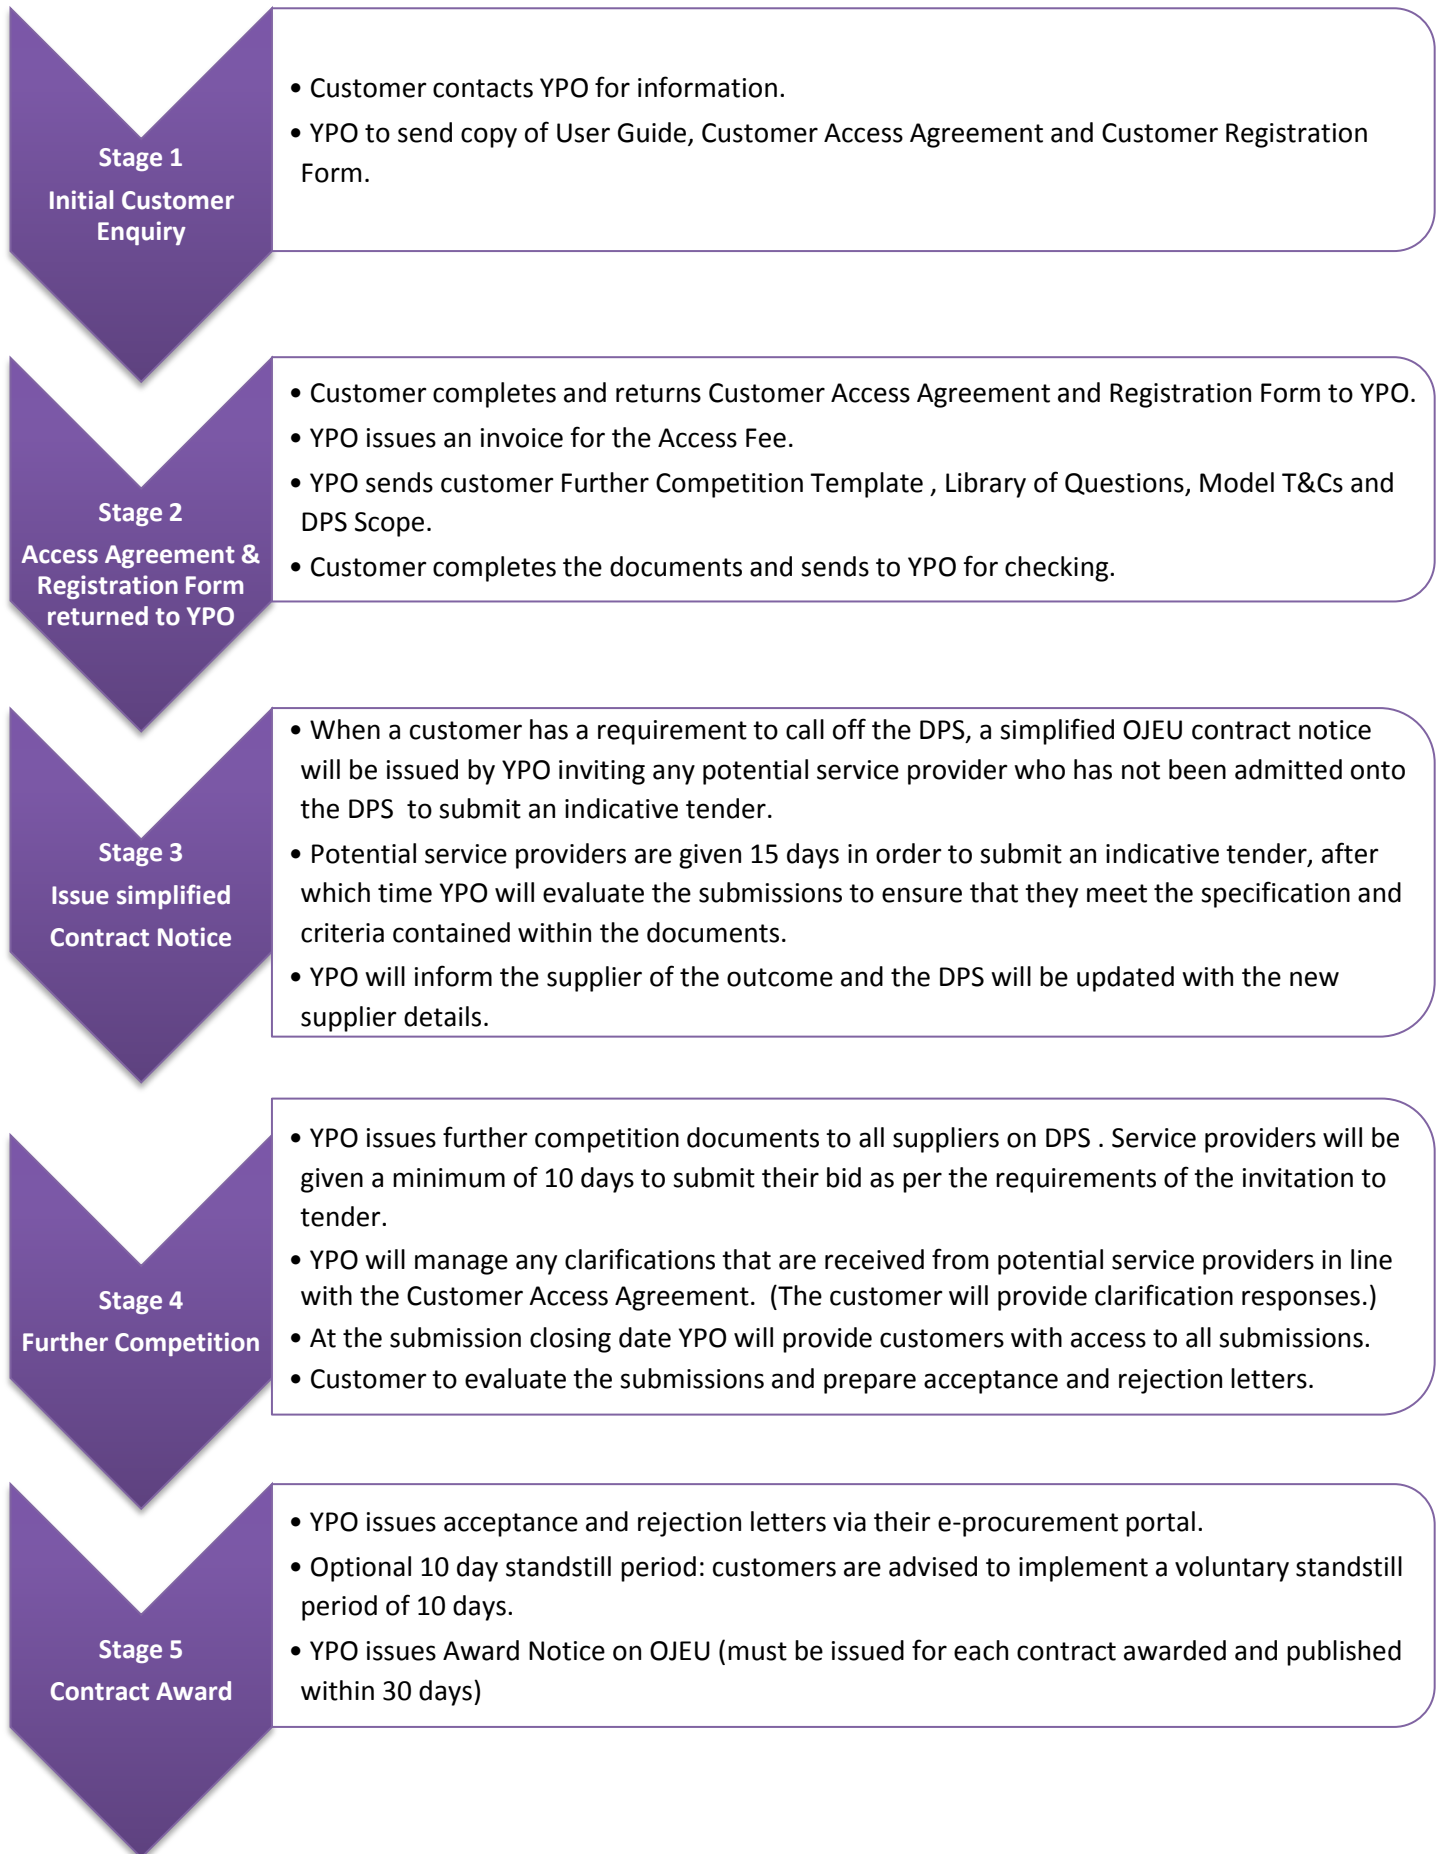 Stage 1
Initial Customer
Enquiry
• Customer contacts YPO for information.
• YPO to send copy of User Guide, Customer Access Agreement and Customer Registration
Form.
Stage 2
Access Agreement &
Registration Form
returned to YPO
• Customer completes and returns Customer Access Agreement and Registration Form to YPO.
• YPO issues an invoice for the Access Fee.
• YPO sends customer Further Competition Template , Library of Questions, Model T&Cs and
DPS Scope.
• Customer completes the documents and sends to YPO for checking.
Stage 3
Issue simplified
Contract Notice
• When a customer has a requirement to call off the DPS, a simplified OJEU contract notice
will be issued by YPO inviting any potential service provider who has not been admitted onto
the DPS  to submit an indicative tender.
• Potential service providers are given 15 days in order to submit an indicative tender, after
which time YPO will evaluate the submissions to ensure that they meet the specification and
criteria contained within the documents.
• YPO will inform the supplier of the outcome and the DPS will be updated with the new
supplier details.
Stage 4
Further Competition
• YPO issues further competition documents to all suppliers on DPS . Service providers will be
given a minimum of 10 days to submit their bid as per the requirements of the invitation to
tender.
• YPO will manage any clarifications that are received from potential service providers in line
with the Customer Access Agreement.  (The customer will provide clarification responses.)
• At the submission closing date YPO will provide customers with access to all submissions.
• Customer to evaluate the submissions and prepare acceptance and rejection letters.
Stage 5
Contract Award
• YPO issues acceptance and rejection letters via their e-procurement portal.
• Optional 10 day standstill period: customers are advised to implement a voluntary standstill
period of 10 days.
• YPO issues Award Notice on OJEU (must be issued for each contract awarded and published
within 30 days)